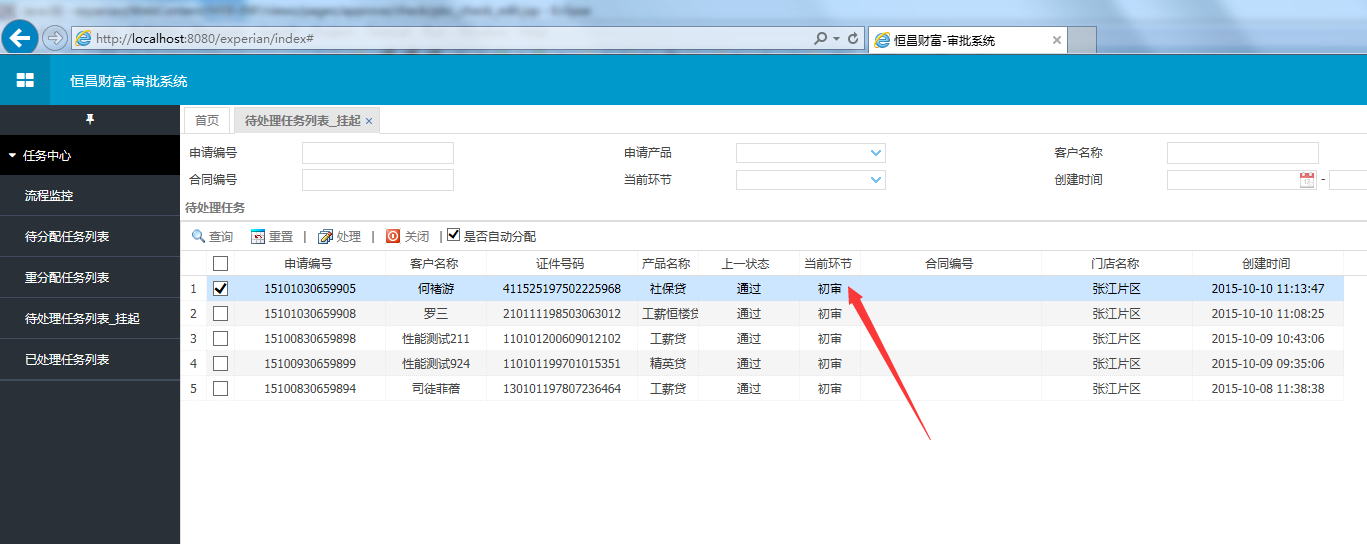 http://localhost:8080/experian/index#
恒昌财富-审批系统
恒昌财富-审批系统
首页 待处理任务列表_挂起
任务中心
流程监控
待分配任务列表
重分配任务列表
待处理任务列表_挂起
已处理任务列表
申请编号 申请产品 客户名称
合同编号 当前环节 创建时间 -
待处理任务
查询 重置 | 处理 | 关闭 | 是否自动分配
申请编号 客户名称 证件号码 产品名称 上一状态 当前环节 合同编号 门店名称 创建时间
1 15101030659905 何褚游 411525197502225968 社保贷 通过 初审 张江片区 2015-10-10 11:13:47
2 15101030659908 罗三 210111198503063012 工薪恒楼贷 通过 初审 张江片区 2015-10-10 11:08:25
3 15100830659898 性能测试211 110101200609012102 工薪贷 通过 初审 张江片区 2015-10-09 10:43:06
4 15100930659899 性能测试924 110101199701015351 精英贷 通过 初审 张江片区 2015-10-09 09:35:06
5 15100830659894 司徒菲蓓 130101197807236464 工薪贷 通过 初审 张江片区 2015-10-08 11:38:38